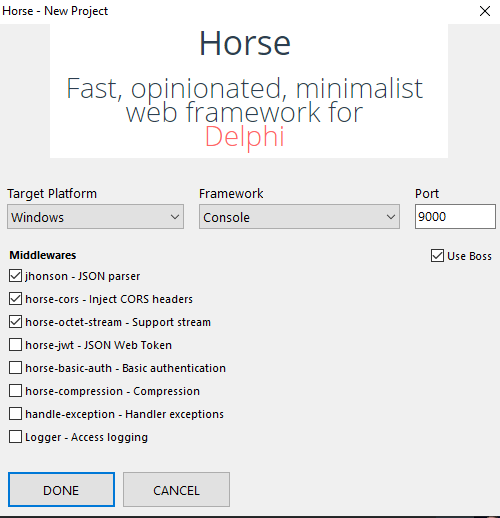 Horse - New Project
Horse
Fast, opinionated, minimalist
web framework for
Delphi
Target Platform
Framework
Port
Windows
Console
9000
Middlewares
Use Boss
jhonson - JSON parser
horse-cors - Inject CORS headers
horse-octet-stream - Support stream
horse-jwt - JSON Web Token
horse-basic-auth - Basic authentication
horse-compression - Compression
handle-exception - Handler exceptions
Logger - Access logging
DONE
CANCEL